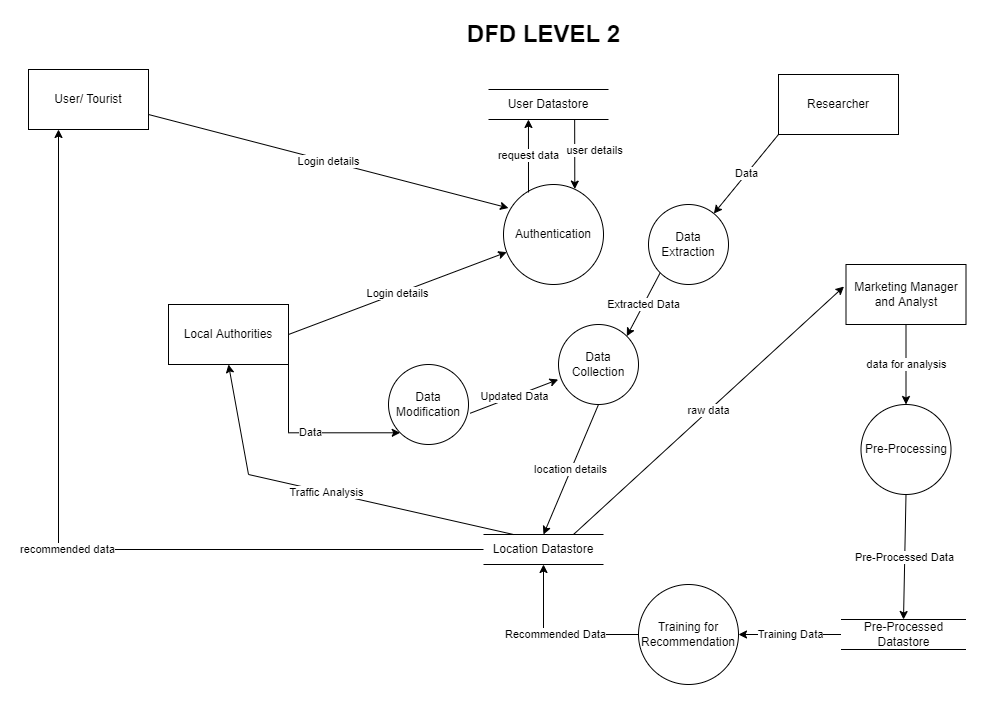 DFD LEVEL 2
User/ Tourist
User Datastore
Researcher
request data
user details
Login details
Data
Authentication
Data
Extraction
Login details
Extracted Data
Marketing Manager
and Analyst
Local Authorities
Data
Collection
data for analysis
Data
Modification
Updated Data
raw data
Data
Pre-Processing
location details
Traffic Analysis
recommended data
Location Datastore
Pre-Processed Data
Recommended Data
Training for
Recommendation
Training Data
Pre-Processed
Datastore